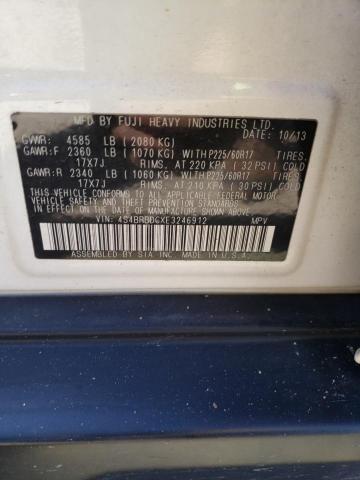 MFD BY FUJI HEAVY INDUSTRIES LTD.
DATE: 10/13
GVWR: 4585 LB (2080 KG)
GAWR:F 2360 LB (1070 KG) WITH P225/60R17 TIRES.
17X7J RIMS. AT 220 KPA (32 PSI) COLD
GAWR:R 2340 LB (1060 KG) WITH P225/60R17 TIRES.
17X7J RIMS. AT 210 KPA (30 PSI) COLD
THIS VEHICLE CONFORMS TO ALL APPLICABLE FEDERAL MOTOR
VEHICLE SAFETY AND THEFT PREVENTION STANDARDS
IN EFFECT ON THE DATE OF MANUFACTURE SHOWN ABOVE.
VIN: MPV
ASSEMBLED BY SIA INC. MADE IN U.S.A.